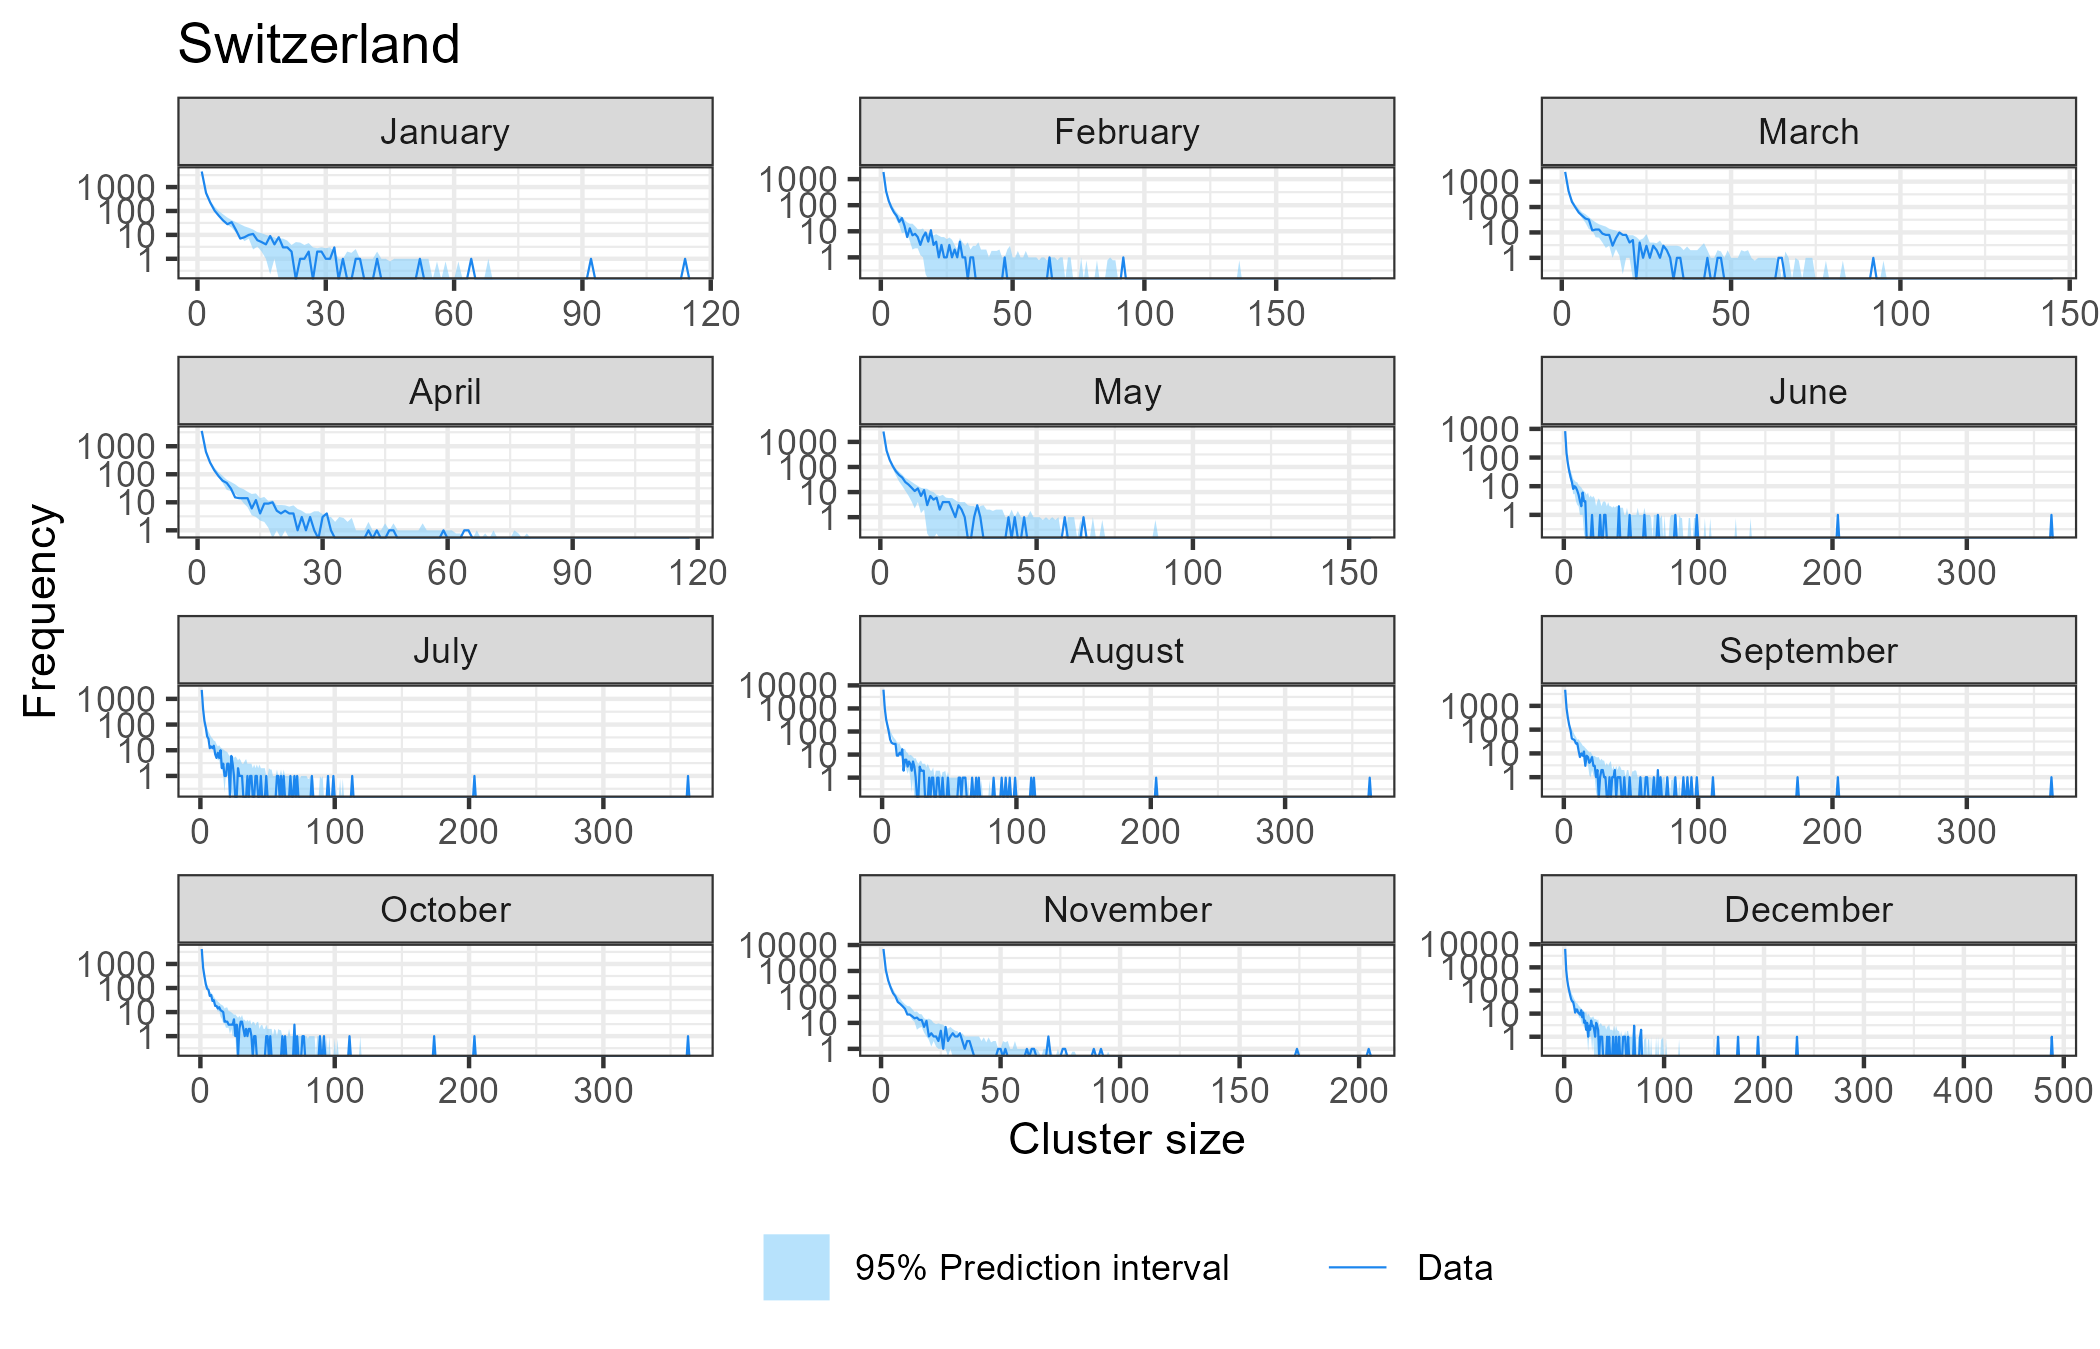 Switzerland
January February March
1000 100 10 1
0 30 60 90 120
1000 100 10 1
0 50 100 150
1000 100 10 1
0 50 100 150
April May June
1000 100 10 1
0 30 60 90 120
1000 100 10 1
0 50 100 150
1000 100 10 1
0 100 200 300
July August September
1000 100 10 1
0 100 200 300
10000 1000 100 10 1
0 100 200 300
1000 100 10 1
0 100 200 300
October November December
1000 100 10 1
0 100 200 300
10000 1000 100 10 1
0 50 100 150 200
10000 1000 100 10 1
0 100 200 300 400 500
Frequency
Cluster size
95% Prediction interval Data